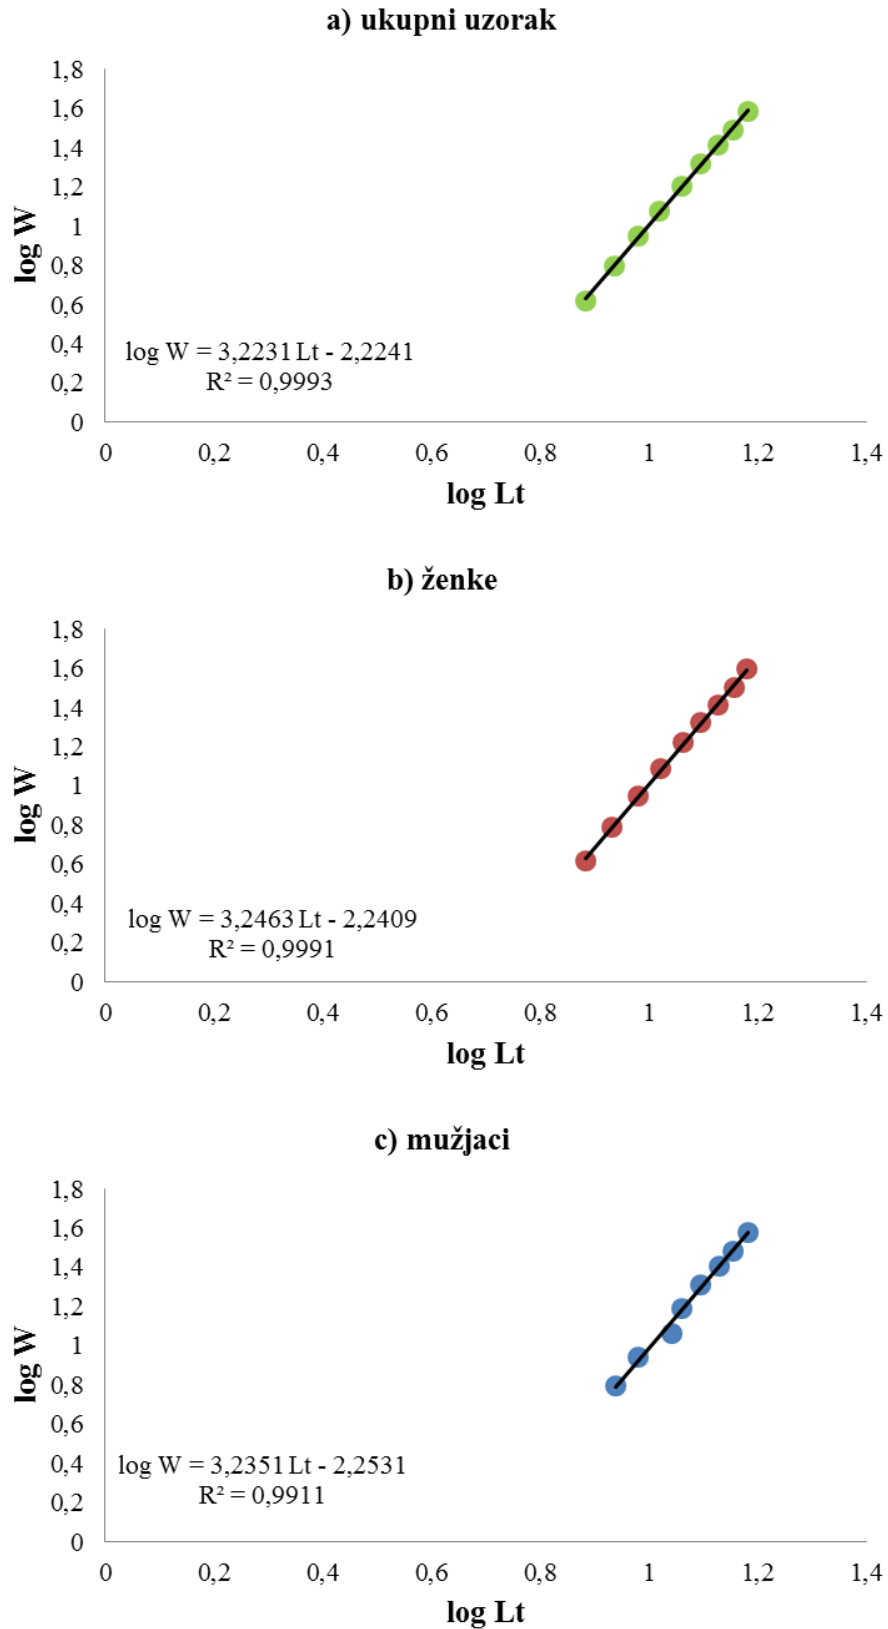 a) ukupni uzorak
1,8
1,6
1,4
1,2
1
0,8
0,6
0,4
0,2
0
log W
log W = 3,2231 Lt - 2,2241
R² = 0,9993
0 0,2 0,4 0,6 0,8 1 1,2 1,4
log Lt
b) ženke
1,8
1,6
1,4
1,2
1
0,8
0,6
0,4
0,2
0
log W
log W = 3,2463 Lt - 2,2409
R² = 0,9991
0 0,2 0,4 0,6 0,8 1 1,2 1,4
log Lt
c) mužjaci
1,8
1,6
1,4
1,2
1
0,8
0,6
0,4
0,2
0
log W
log W = 3,2351 Lt - 2,2531
R² = 0,9911
0 0,2 0,4 0,6 0,8 1 1,2 1,4
log Lt